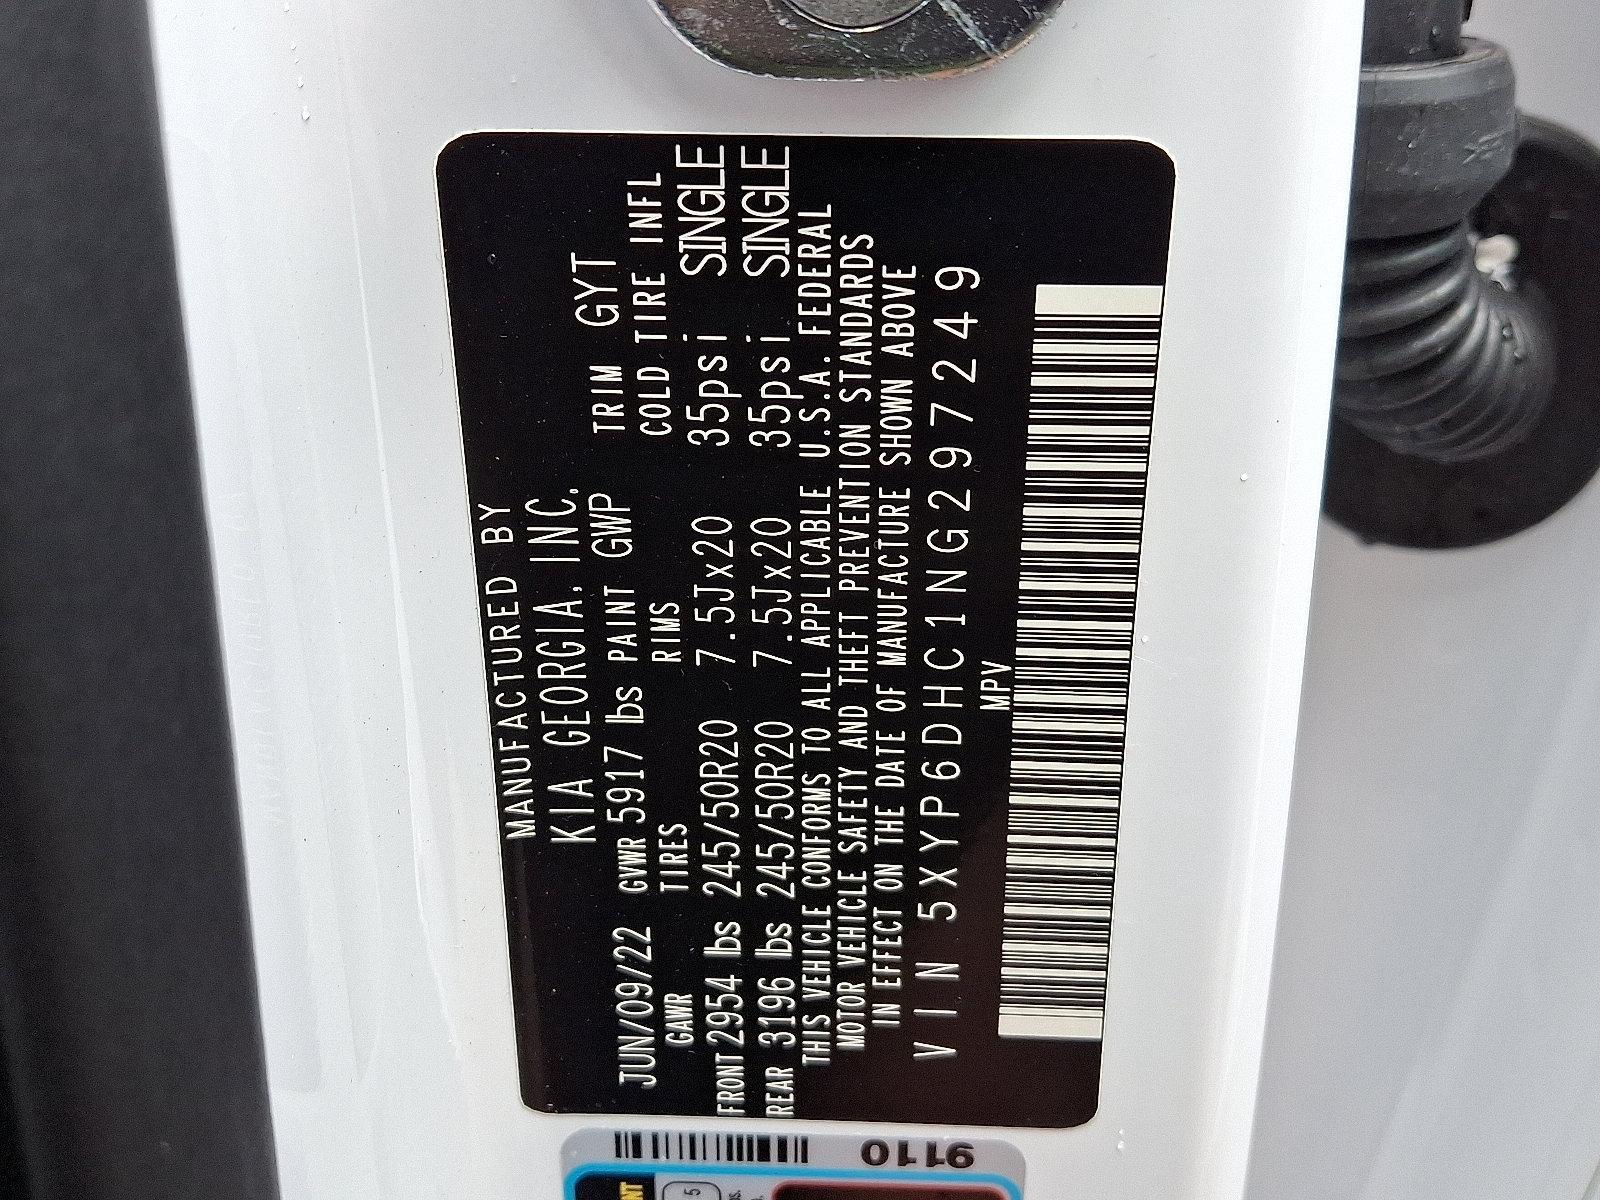 MANUFACTURED BY
KIA GEORGIA, INC.
JUN/09/22 GVWR 5917 lbs PAINT GWP TRIM GYT
GAWR TIRES RIMS COLD TIRE INFL
FRONT 2954 lbs 245/50R20 7.5Jx20 35psi SINGLE
REAR 3196 lbs 245/50R20 7.5Jx20 35psi SINGLE
THIS VEHICLE CONFORMS TO ALL APPLICABLE U.S.A. FEDERAL
MOTOR VEHICLE SAFETY AND THEFT PREVENTION STANDARDS
IN EFFECT ON THE DATE OF MANUFACTURE SHOWN ABOVE
VIN 5XYP6DHC1NG297249
MPV
9110
5